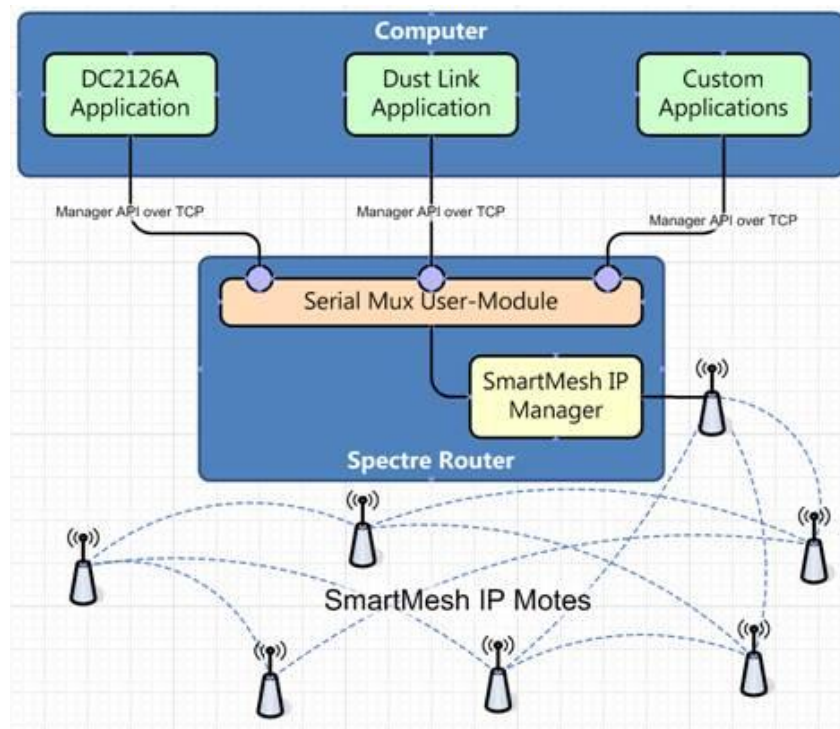 Computer
DC2126A
Application
Dust Link
Application
Custom
Applications
Manager API over TCP
Manager API over TCP
Manager API over TCP
Serial Mux User-Module
SmartMesh IP
Manager
Spectre Router
SmartMesh IP Motes